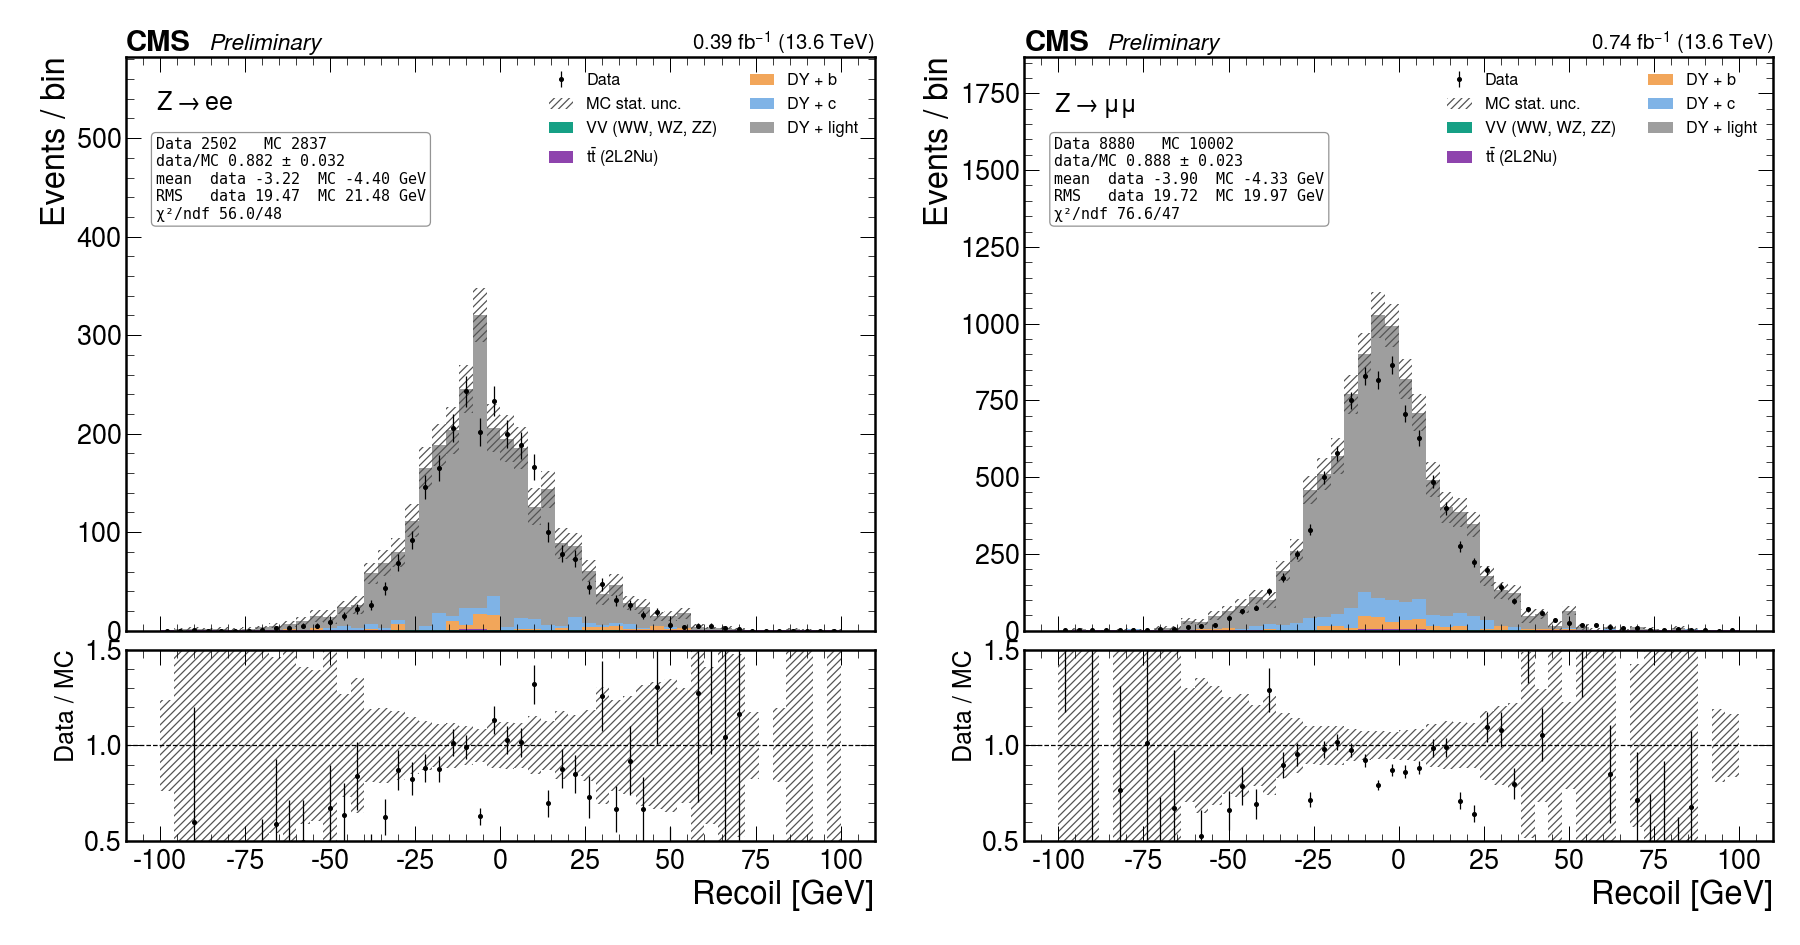 CMS Preliminary 0.39 fb⁻¹ (13.6 TeV)
Events / bin
Z → ee
Data
MC stat. unc.
VV (WW, WZ, ZZ)
tt̄ (2L2Nu)
DY + b
DY + c
DY + light
Data 2502 MC 2837
data/MC 0.882 ± 0.032
mean data -3.22 MC -4.40 GeV
RMS data 19.47 MC 21.48 GeV
χ²/ndf 56.0/48
500
400
300
200
100
0
Data / MC
1.5
1.0
0.5
-100 -75 -50 -25 0 25 50 75 100
Recoil [GeV]
CMS Preliminary 0.74 fb⁻¹ (13.6 TeV)
Events / bin
Z → μμ
Data
MC stat. unc.
VV (WW, WZ, ZZ)
tt̄ (2L2Nu)
DY + b
DY + c
DY + light
Data 8880 MC 10002
data/MC 0.888 ± 0.023
mean data -3.90 MC -4.33 GeV
RMS data 19.72 MC 19.97 GeV
χ²/ndf 76.6/47
1750
1500
1250
1000
750
500
250
0
Data / MC
1.5
1.0
0.5
-100 -75 -50 -25 0 25 50 75 100
Recoil [GeV]